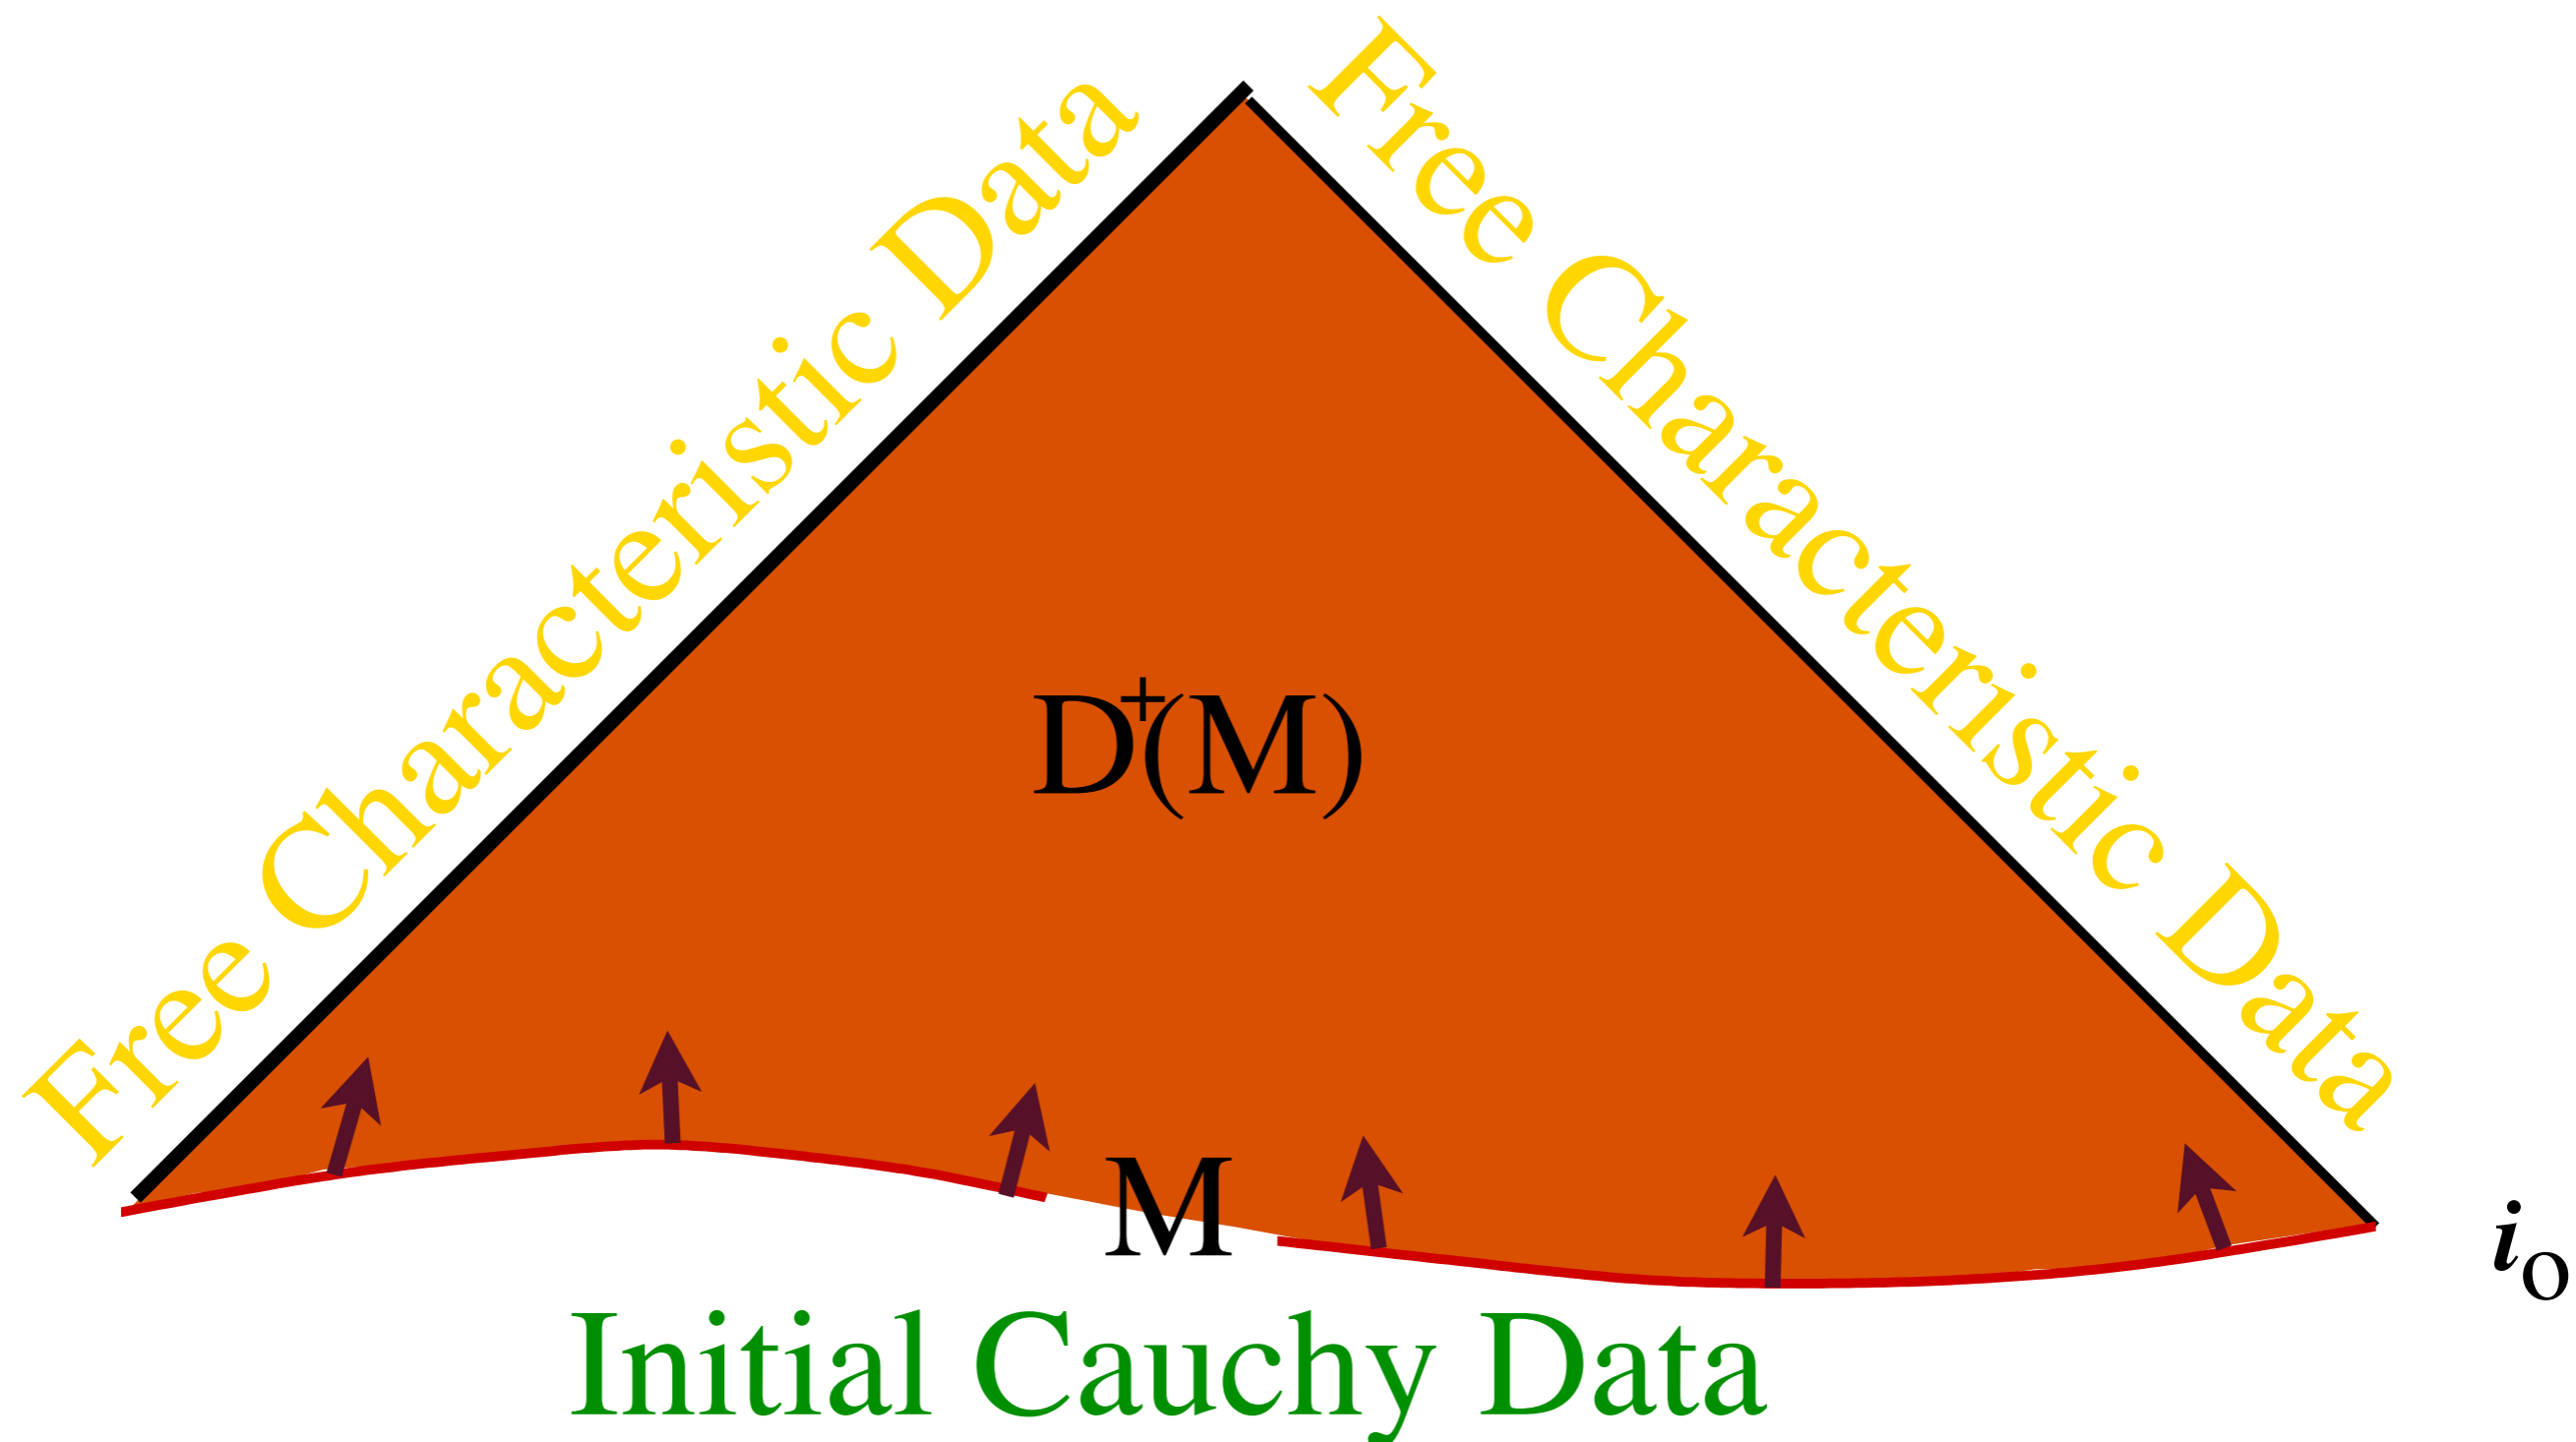 Free Characteristic Data
Free Characteristic Data
D⁺(M)
M
i₀
Initial Cauchy Data